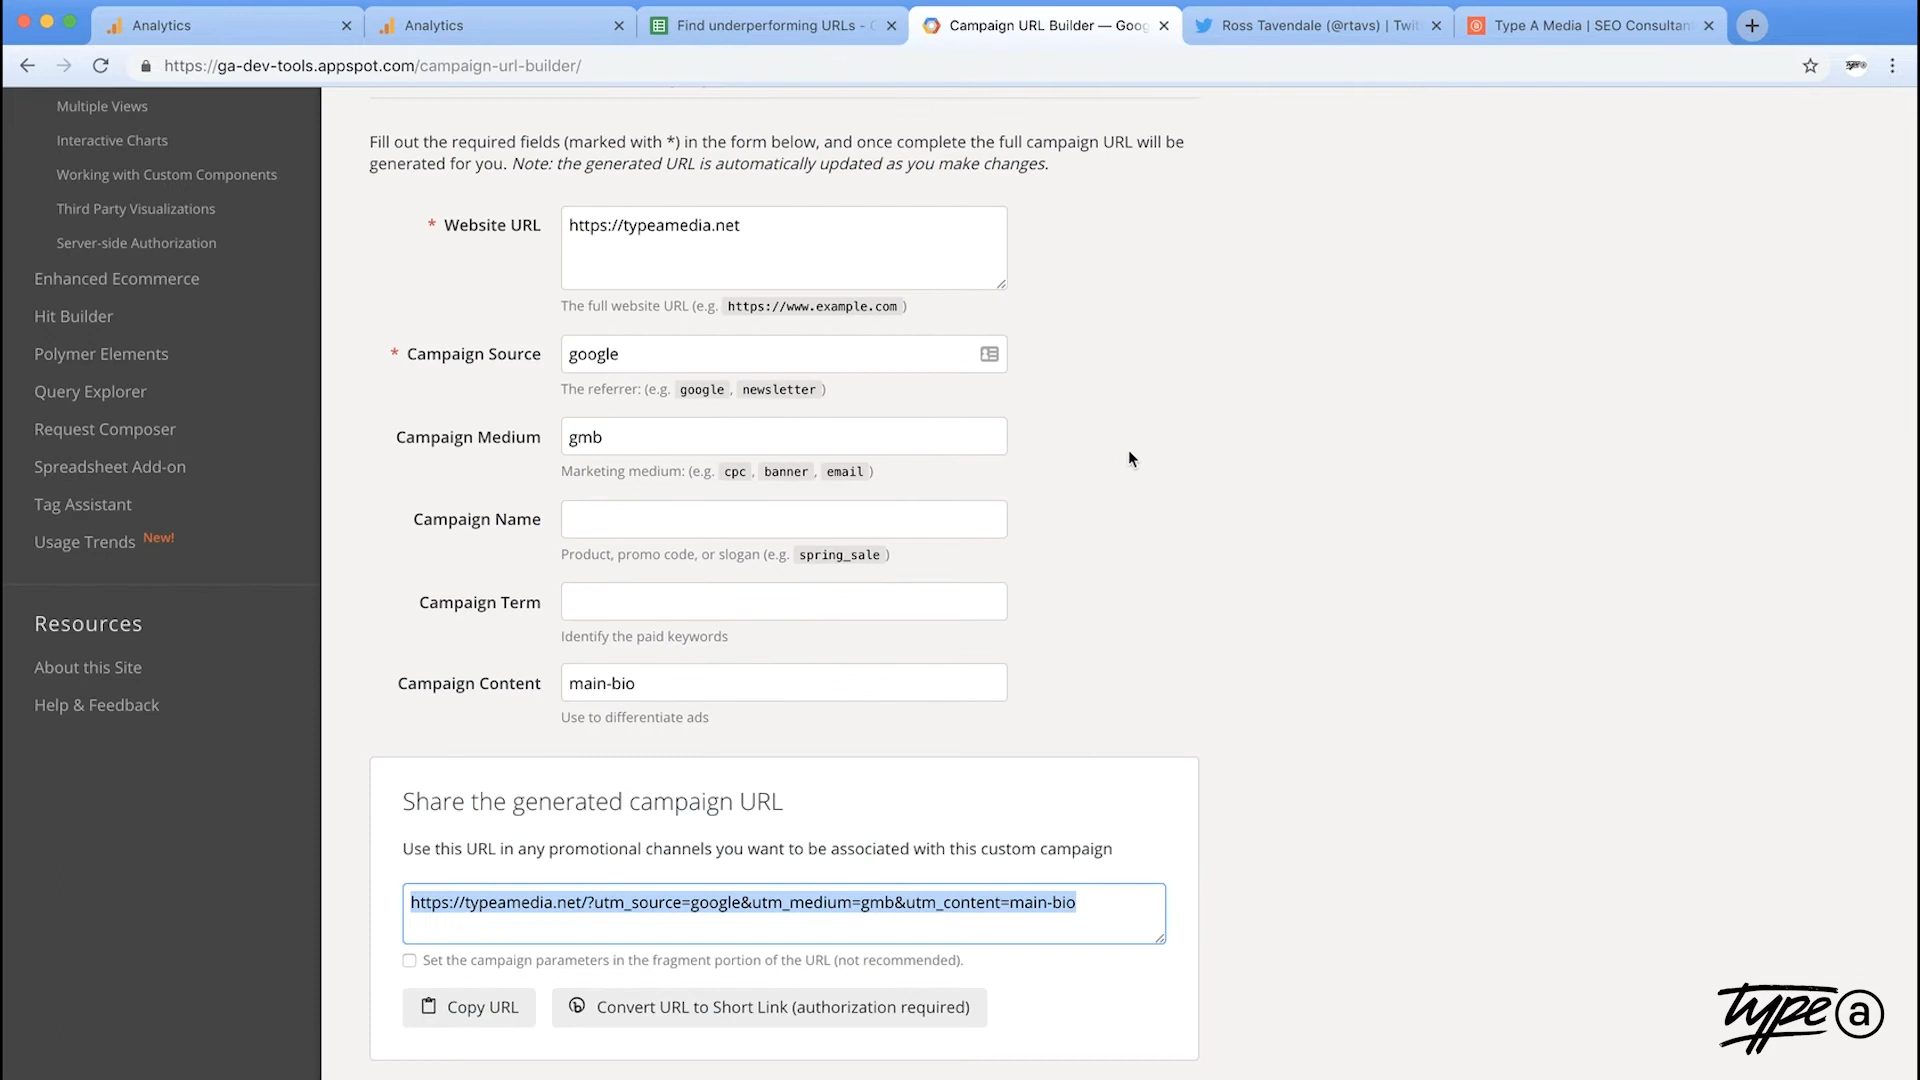 Analytics
Analytics
Find underperforming URLs - G
Campaign URL Builder — Goog
Ross Tavendale (@rtavs) | Twit
Type A Media | SEO Consultan
https://ga-dev-tools.appspot.com/campaign-url-builder/
Multiple Views
Interactive Charts
Working with Custom Components
Third Party Visualizations
Server-side Authorization
Enhanced Ecommerce
Hit Builder
Polymer Elements
Query Explorer
Request Composer
Spreadsheet Add-on
Tag Assistant
Usage Trends New!
Resources
About this Site
Help & Feedback
Fill out the required fields (marked with *) in the form below, and once complete the full campaign URL will be
generated for you. Note: the generated URL is automatically updated as you make changes.
* Website URL
https://typeamedia.net
The full website URL (e.g. https://www.example.com )
* Campaign Source
google
The referrer: (e.g. google , newsletter )
Campaign Medium
gmb
Marketing medium: (e.g. cpc , banner , email )
Campaign Name
Product, promo code, or slogan (e.g. spring_sale )
Campaign Term
Identify the paid keywords
Campaign Content
main-bio
Use to differentiate ads
Share the generated campaign URL
Use this URL in any promotional channels you want to be associated with this custom campaign
https://typeamedia.net/?utm_source=google&utm_medium=gmb&utm_content=main-bio
Set the campaign parameters in the fragment portion of the URL (not recommended).
Copy URL
Convert URL to Short Link (authorization required)
type a